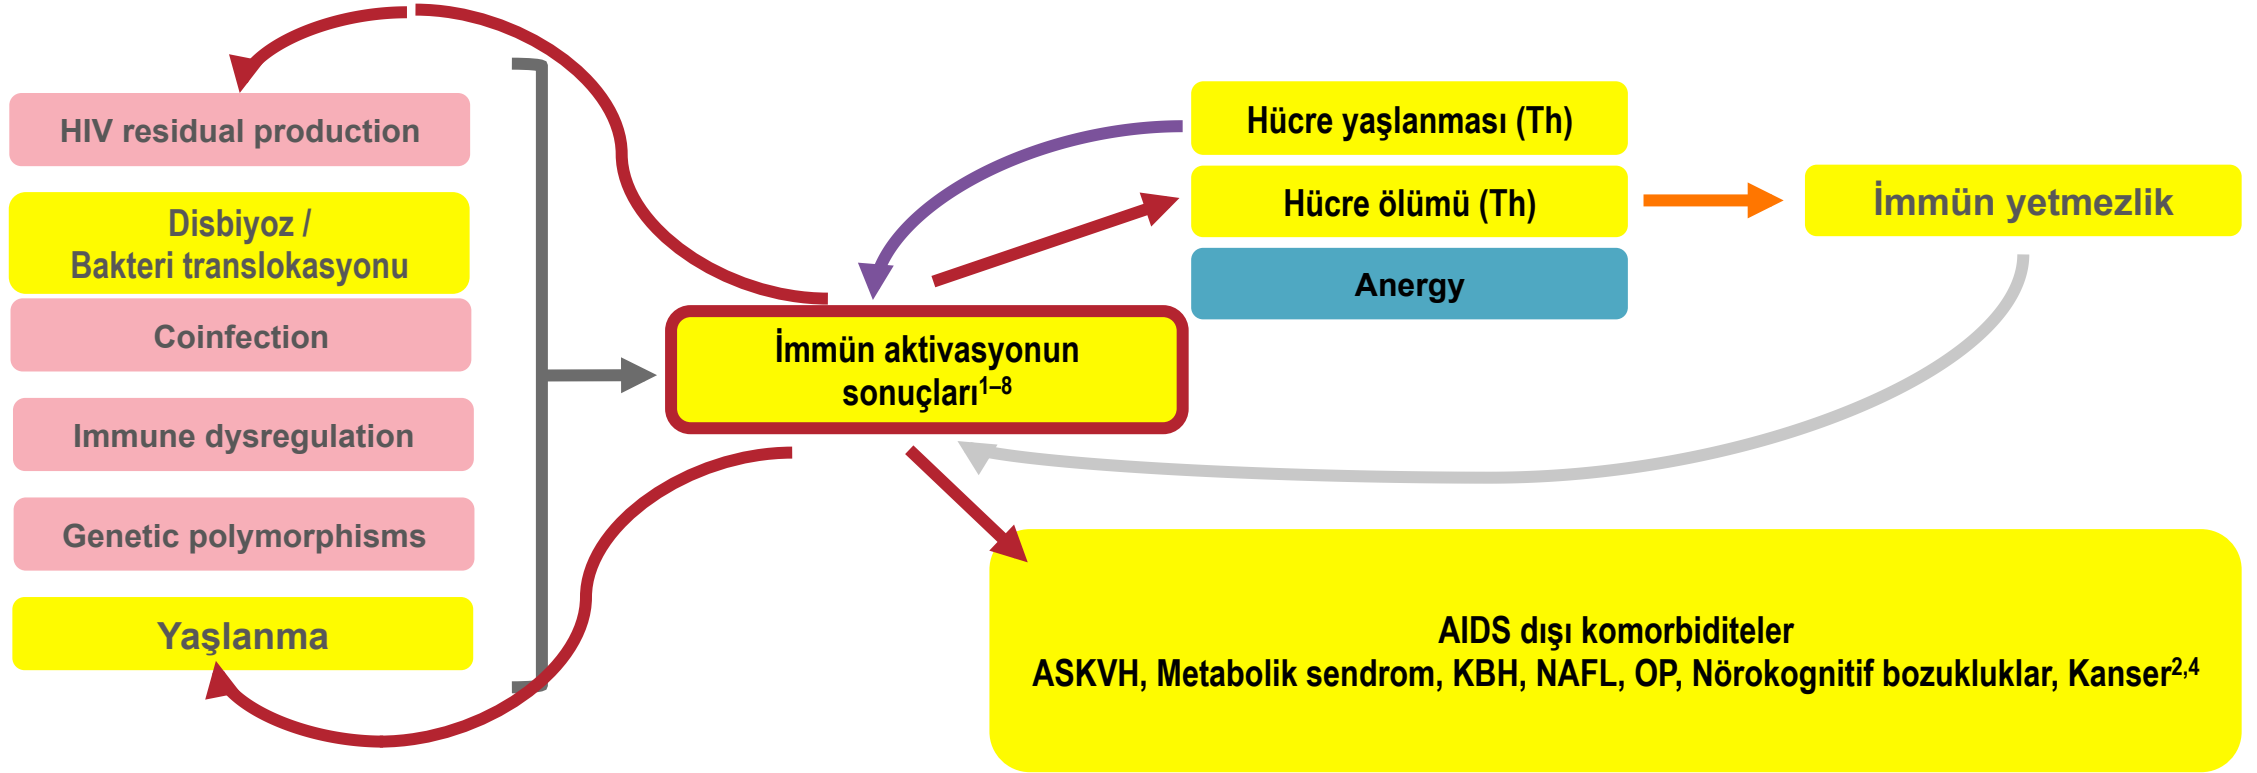 HIV residual production
Disbiyoz /
Bakteri translokasyonu
Coinfection
Immune dysregulation
Genetic polymorphisms
Yaşlanma
İmmün aktivasyonun
sonuçları¹⁻⁸
Hücre yaşlanması (Th)
Hücre ölümü (Th)
Anergy
İmmün yetmezlik
AIDS dışı komorbiditeler
ASKVH, Metabolik sendrom, KBH, NAFL, OP, Nörokognitif bozukluklar, Kanser²,⁴